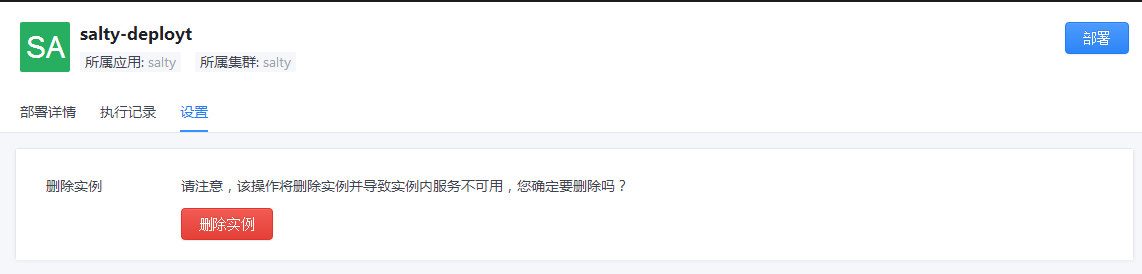 SA
salty-deployt
所属应用: salty 所属集群: salty
部署
部署详情 执行记录 设置
删除实例 请注意，该操作将删除实例并导致实例内服务不可用，您确定要删除吗？
删除实例